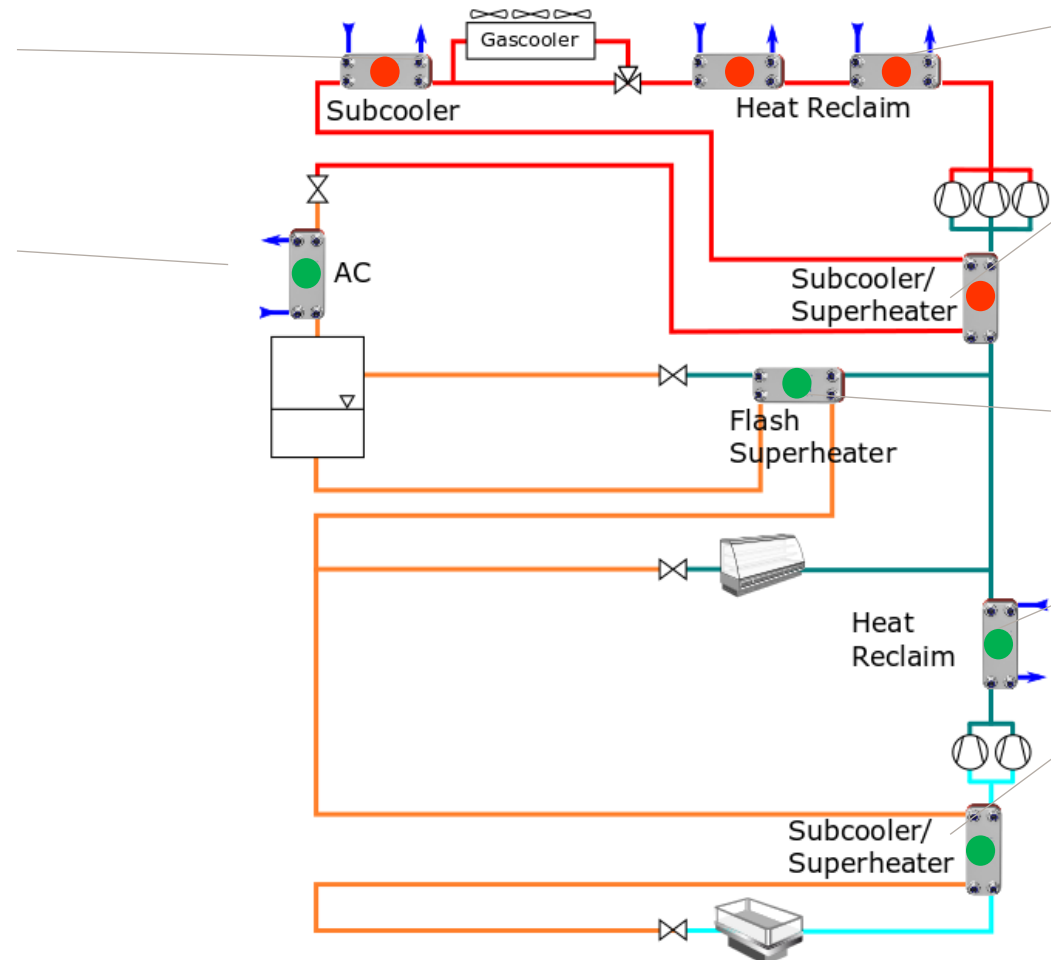 Gascooler
Subcooler
Heat Reclaim
AC
Subcooler/
Superheater
Flash
Superheater
Heat
Reclaim
Subcooler/
Superheater